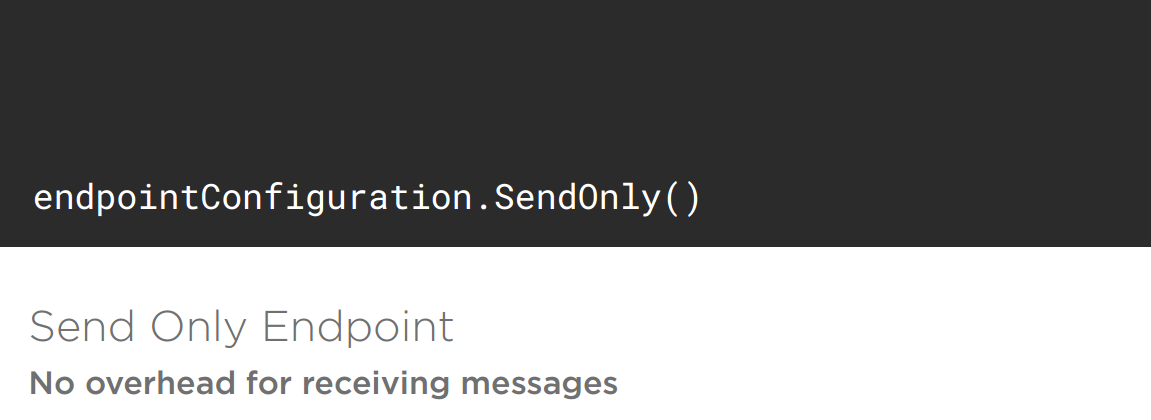 endpointConfiguration.SendOnly()
Send Only Endpoint
No overhead for receiving messages